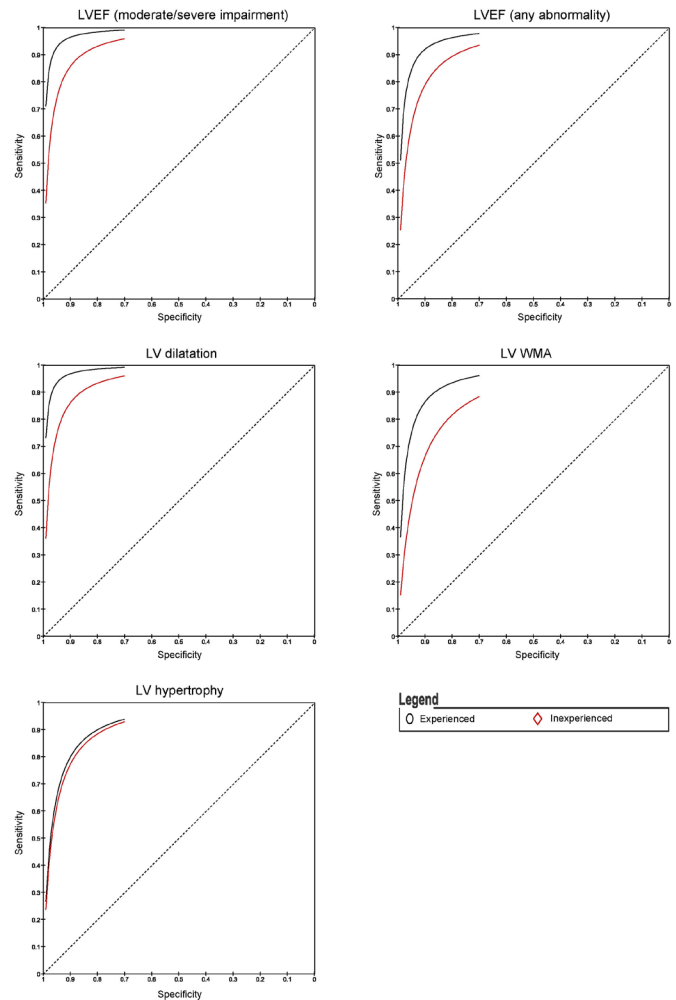 LVEF (moderate/severe impairment)
1
0.9
0.8
0.7
0.6
0.5
0.4
0.3
0.2
0.1
0
Sensitivity
1 0.9 0.8 0.7 0.6 0.5 0.4 0.3 0.2 0.1 0
Specificity
LVEF (any abnormality)
1
0.9
0.8
0.7
0.6
0.5
0.4
0.3
0.2
0.1
0
Sensitivity
1 0.9 0.8 0.7 0.6 0.5 0.4 0.3 0.2 0.1 0
Specificity
LV dilatation
1
0.9
0.8
0.7
0.6
0.5
0.4
0.3
0.2
0.1
0
Sensitivity
1 0.9 0.8 0.7 0.6 0.5 0.4 0.3 0.2 0.1 0
Specificity
LV WMA
1
0.9
0.8
0.7
0.6
0.5
0.4
0.3
0.2
0.1
0
Sensitivity
1 0.9 0.8 0.7 0.6 0.5 0.4 0.3 0.2 0.1 0
Specificity
LV hypertrophy
1
0.9
0.8
0.7
0.6
0.5
0.4
0.3
0.2
0.1
0
Sensitivity
1 0.9 0.8 0.7 0.6 0.5 0.4 0.3 0.2 0.1 0
Specificity
Legend
Experienced Inexperienced